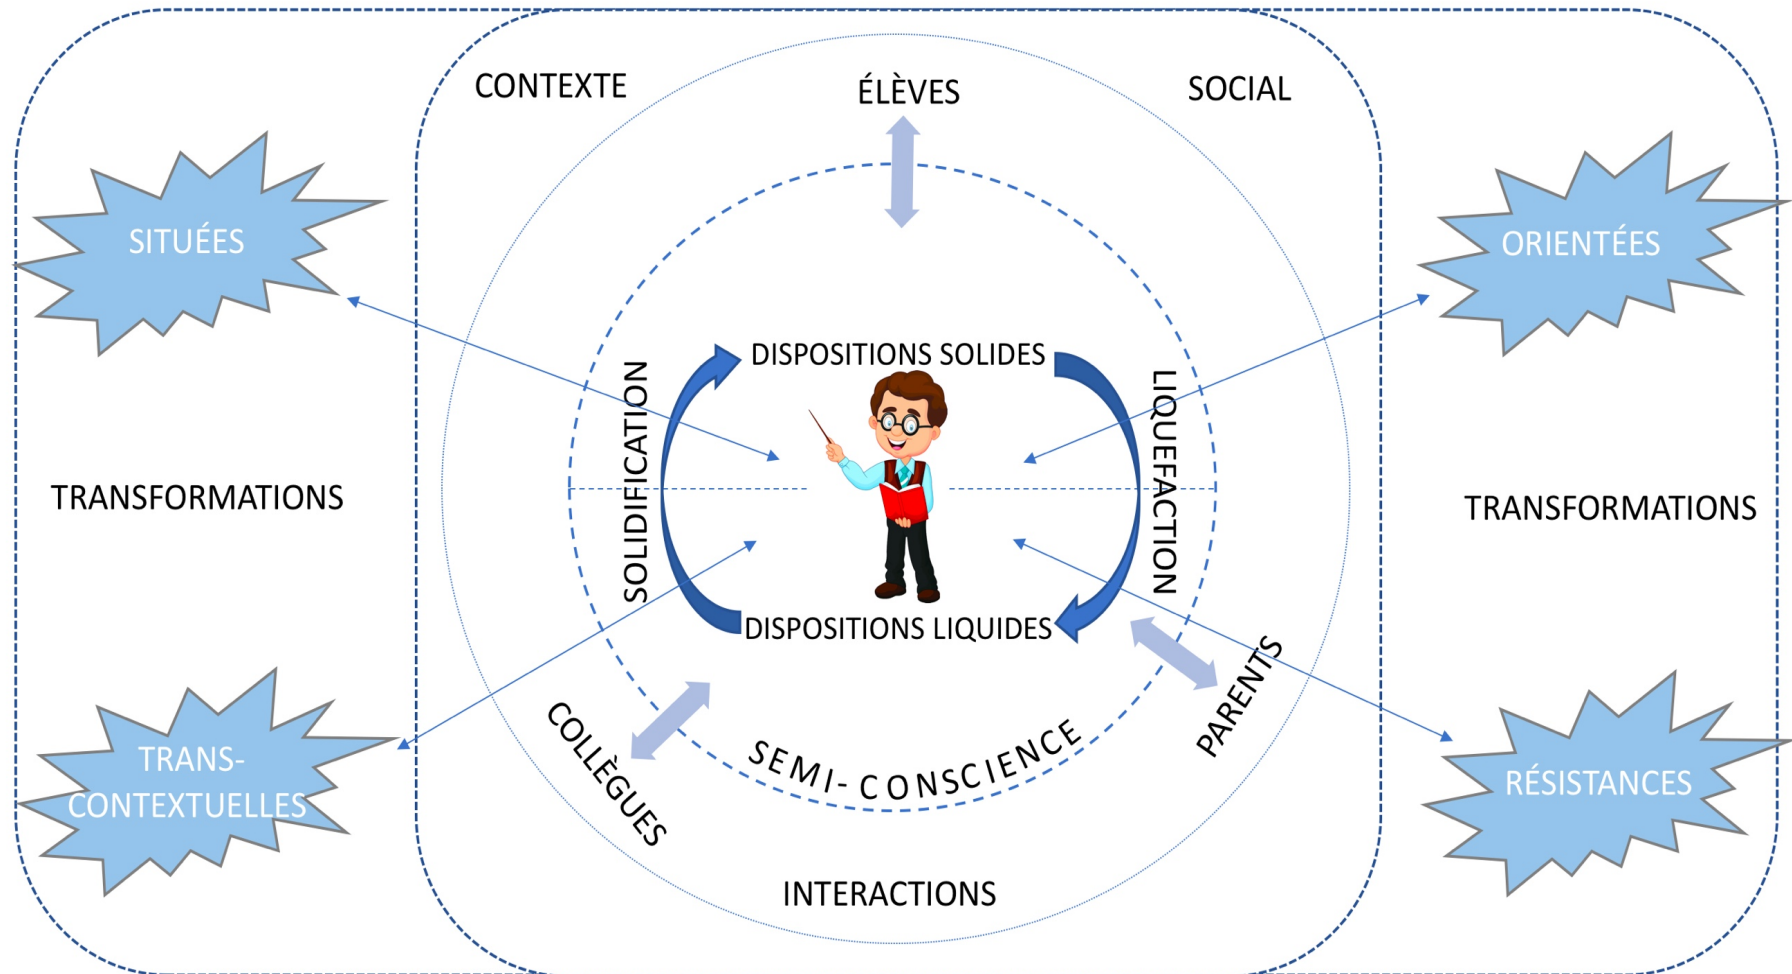 CONTEXTE
ÉLÈVES
SOCIAL
SITUÉES
ORIENTÉES
DISPOSITIONS SOLIDES
SOLIDIFICATION
LIQUEFACTION
TRANSFORMATIONS
TRANSFORMATIONS
DISPOSITIONS LIQUIDES
PARENTS
COLLÈGUES
SEMI-CONSCIENCE
TRANS-
CONTEXTUELLES
RÉSISTANCES
INTERACTIONS